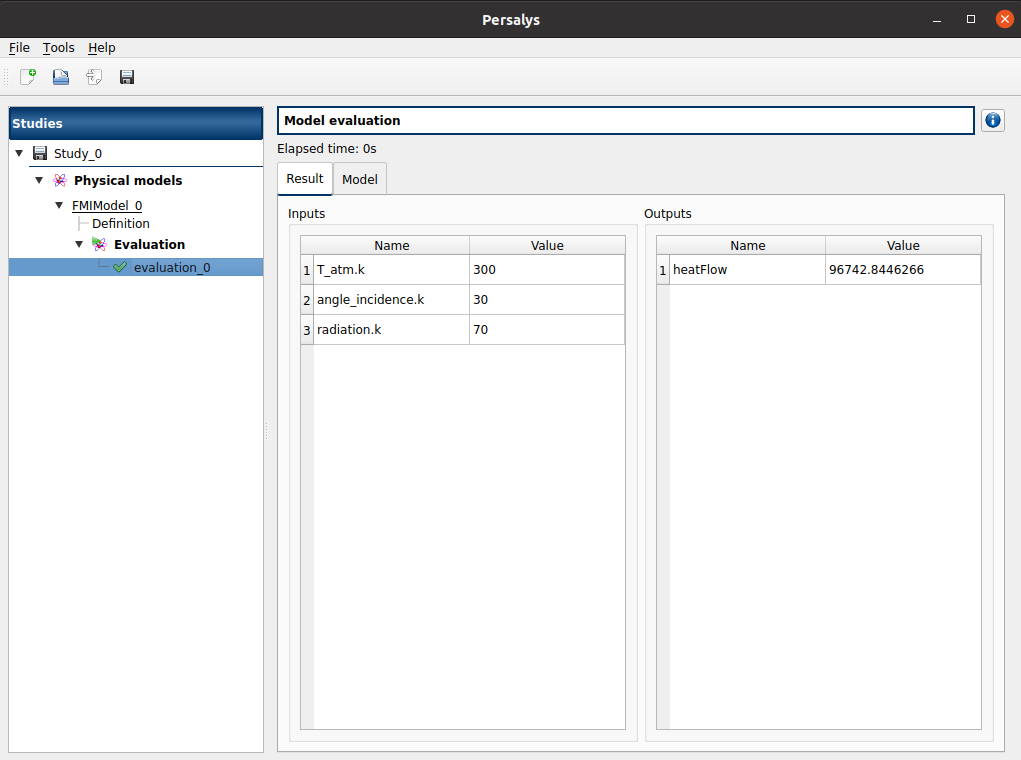 Persalys
File Tools Help
Studies
Study_0
Physical models
FMIModel_0
Definition
Evaluation
evaluation_0
Model evaluation
Elapsed time: 0s
Result Model
Inputs
Name Value
1 T_atm.k 300
2 angle_incidence.k 30
3 radiation.k 70
Outputs
Name Value
1 heatFlow 96742.8446266